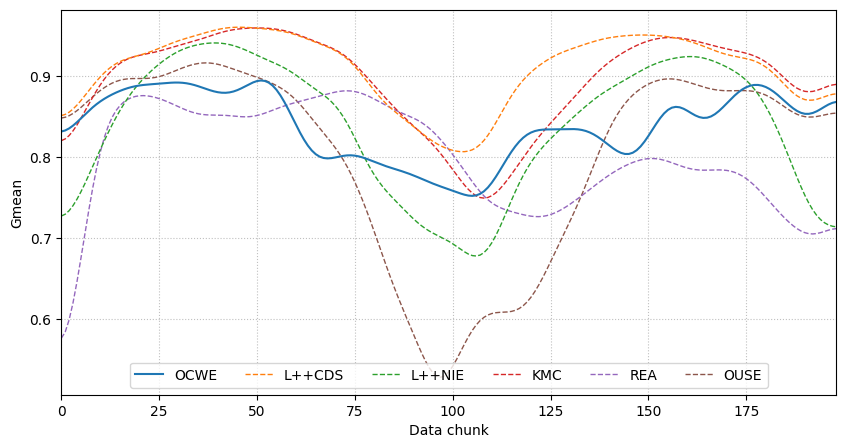 Gmean
0.9
0.8
0.7
0.6
OCWE L++CDS L++NIE KMC REA OUSE
0 25 50 75 100 125 150 175
Data chunk